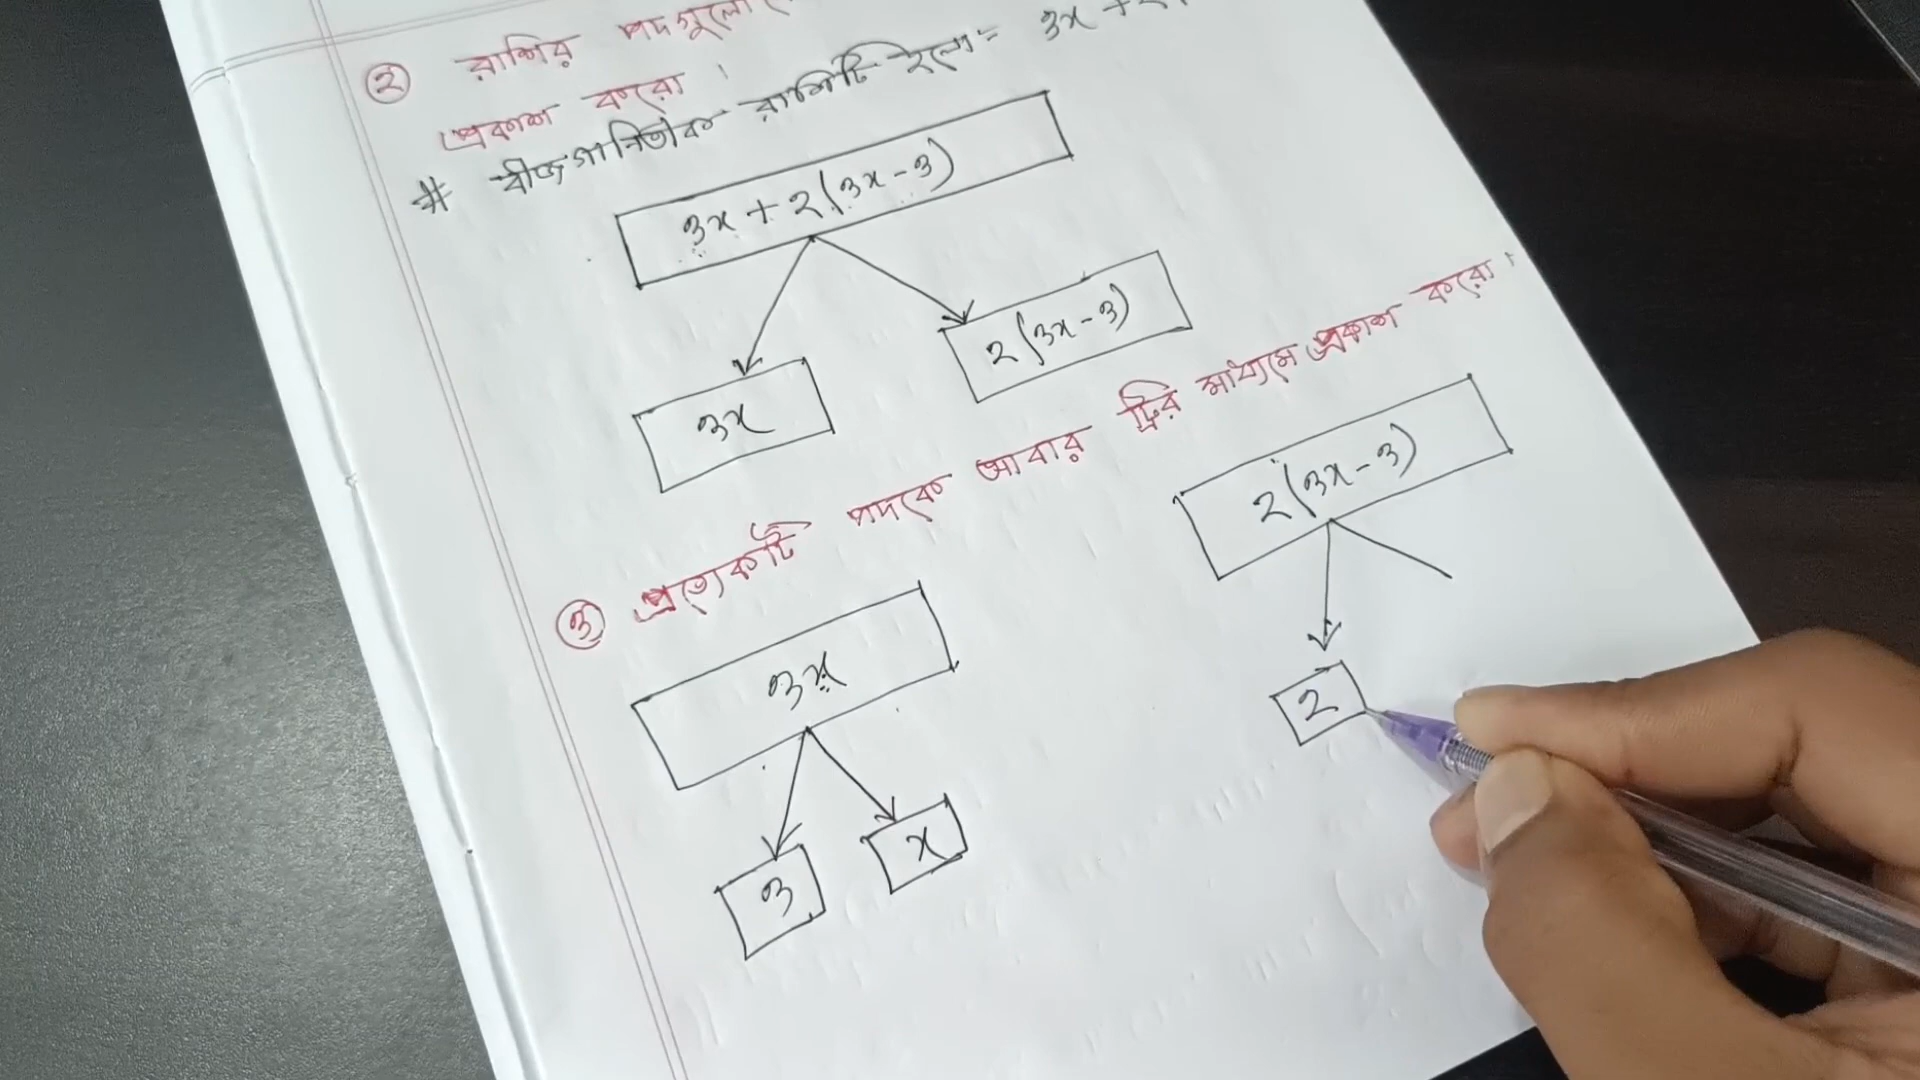 ② রাশির পদগুলো
প্রকাশ করো।
# বীজগানিতীক রাশিটি হলো= 3x +
3x + 2(3x - 3)
3x
2(3x - 3)
③ প্রত্যেকটি পদকে আবার ট্রির মাধ্যমে প্রকাশ করো।
3x
3
x
2(3x - 3)
2